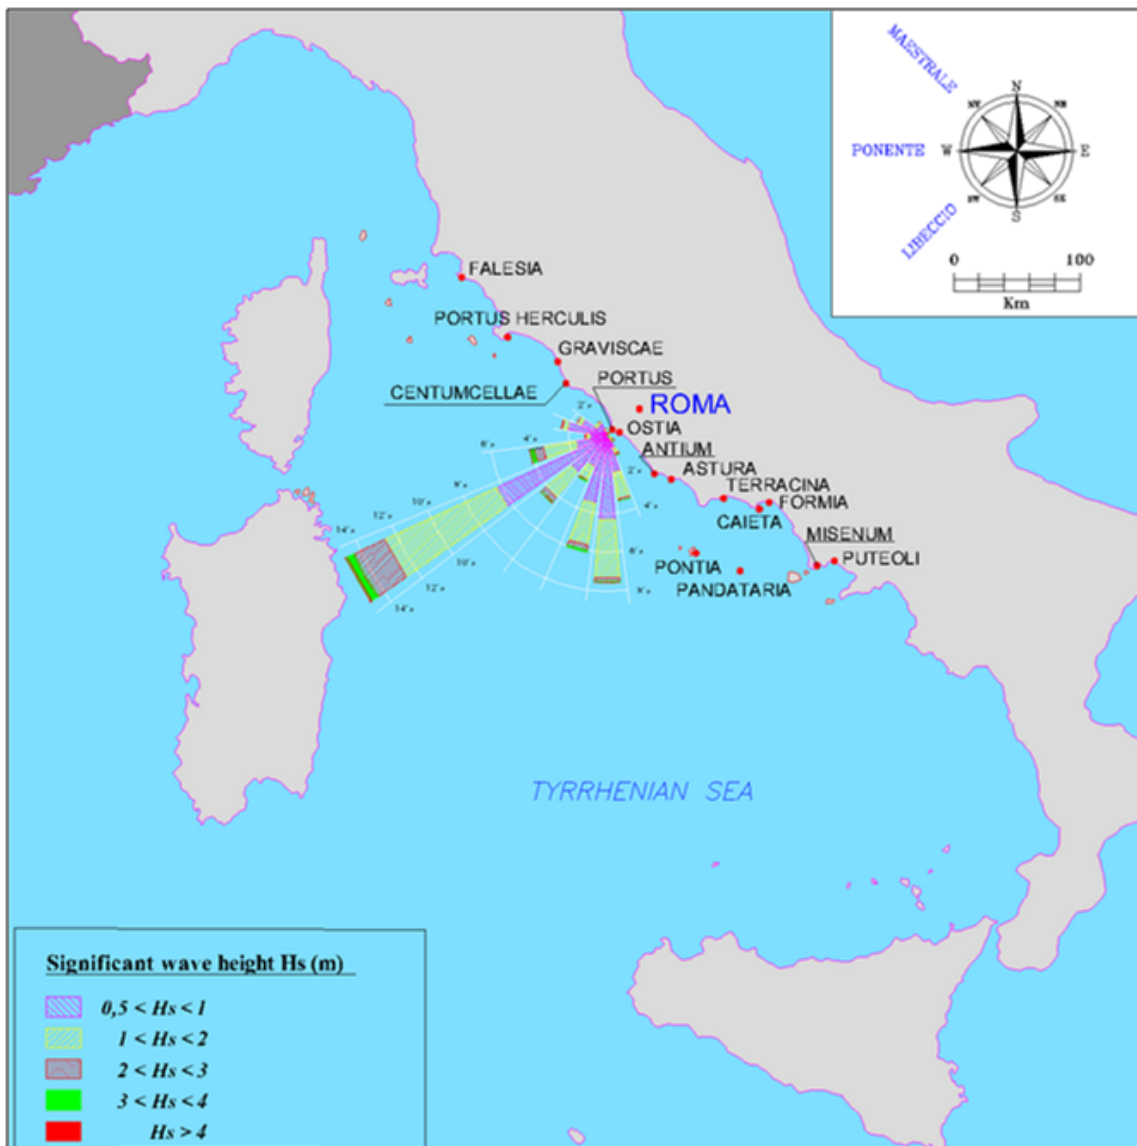 MAESTRALE
N
NE
PONENTE
W
E
SE
S
LIBECCIO
0
100
Km
FALESIA
PORTUS HERCULIS
GRAVISCAE
PORTUS
CENTUMCELLAE
ROMA
OSTIA
ANTIUM
ASTURA
TERRACINA
FORMIA
CAIETA
MISENUM
PUTEOLI
PONTIA
PANDATARIA
TYRRHENIAN SEA
Significant wave height Hs (m)
0,5 < Hs < 1
1 < Hs < 2
2 < Hs < 3
3 < Hs < 4
Hs > 4